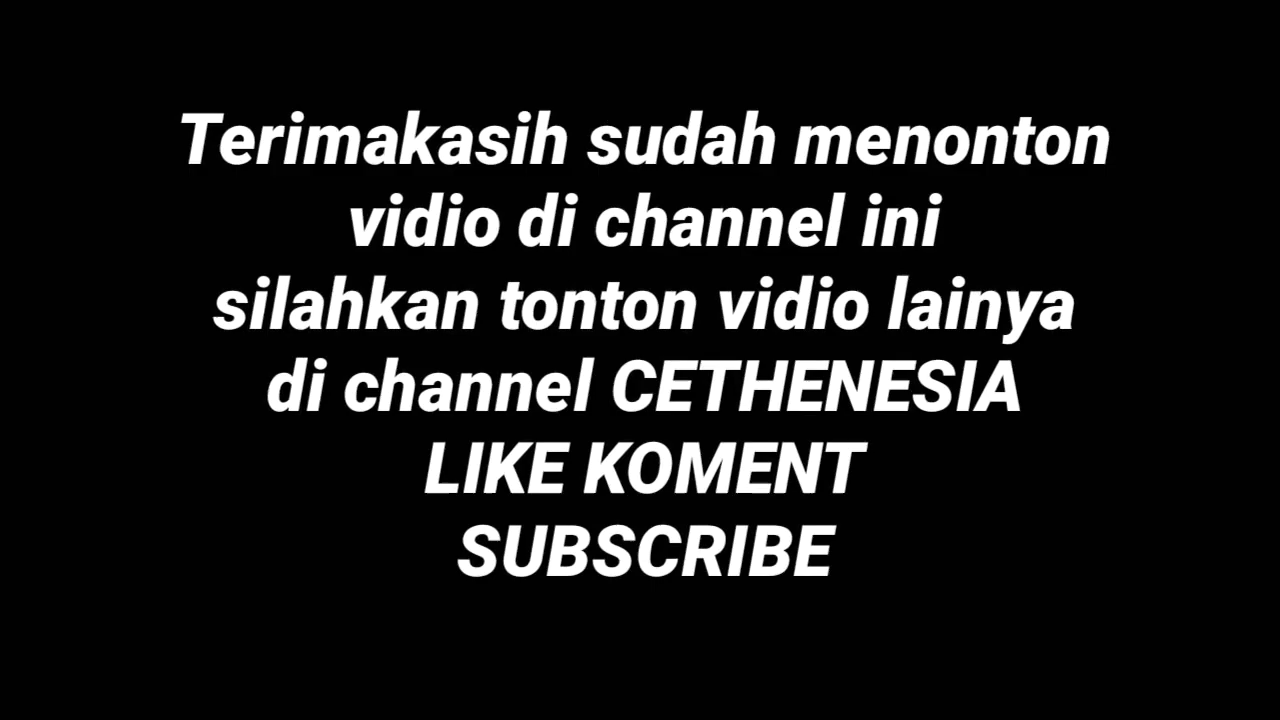 Terimakasih sudah menonton
vidio di channel ini
silahkan tonton vidio lainya
di channel CETHENESIA
LIKE KOMENT
SUBSCRIBE